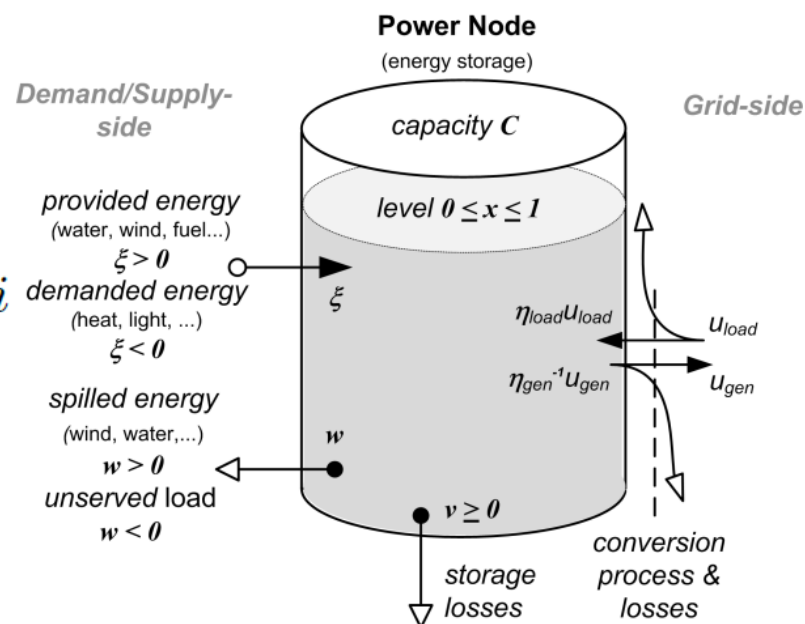 Power Node
(energy storage)
Demand/Supply-
side
Grid-side
capacity C
level 0 ≤ x ≤ 1
provided energy
(water, wind, fuel...)
ξ > 0
ξ
i
demanded energy
(heat, light, ...)
ξ < 0
η_load u_load
u_load
η_gen⁻¹ u_gen
u_gen
spilled energy
(wind, water,...)
w > 0
w
unserved load
w < 0
v ≥ 0
storage
losses
conversion
process &
losses